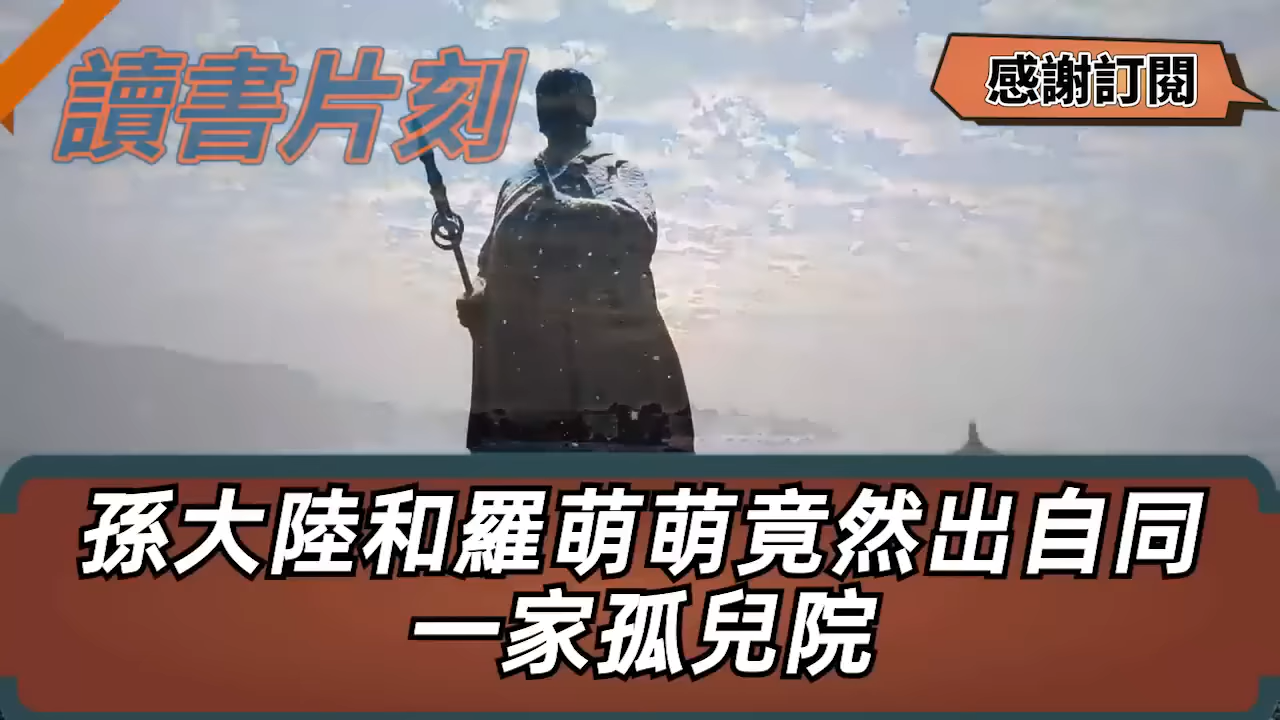 讀書片刻
感謝訂閱
孫大陸和羅萌萌竟然出自同
一家孤兒院